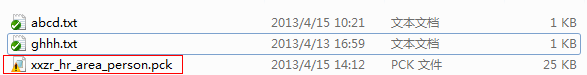 abcd.txt 2013/4/15 10:21 文本文档 1 KB
ghhh.txt 2013/4/13 16:59 文本文档 1 KB
xxzr_hr_area_person.pck 2013/4/15 14:12 PCK 文件 25 KB